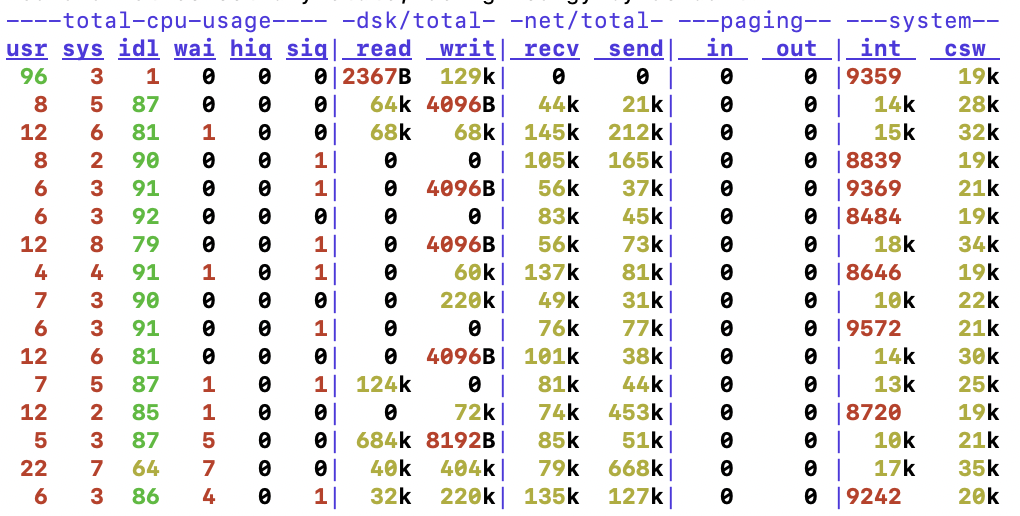 ----total-cpu-usage---- -dsk/total- -net/total- ---paging-- ---system--
usr sys idl wai hiq siq| read  writ| recv  send|  in   out | int   csw
 96   3   1   0   0   0|2367B  129k|   0     0 |   0     0 |9359    19k
  8   5  87   0   0   0|  64k 4096B|  44k   21k|   0     0 |  14k   28k
 12   6  81   1   0   0|  68k   68k| 145k  212k|   0     0 |  15k   32k
  8   2  90   0   0   1|   0     0 | 105k  165k|   0     0 |8839    19k
  6   3  91   0   0   1|   0  4096B|  56k   37k|   0     0 |9369    21k
  6   3  92   0   0   0|   0     0 |  83k   45k|   0     0 |8484    19k
 12   8  79   0   0   1|   0  4096B|  56k   73k|   0     0 |  18k   34k
  4   4  91   1   0   1|   0    60k| 137k   81k|   0     0 |8646    19k
  7   3  90   0   0   0|   0   220k|  49k   31k|   0     0 |  10k   22k
  6   3  91   0   0   1|   0     0 |  76k   77k|   0     0 |9572    21k
 12   6  81   0   0   0|   0  4096B| 101k   38k|   0     0 |  14k   30k
  7   5  87   1   0   1| 124k    0 |  81k   44k|   0     0 |  13k   25k
 12   2  85   1   0   0|   0    72k|  74k  453k|   0     0 |8720    19k
  5   3  87   5   0   0| 684k 8192B|  85k   51k|   0     0 |  10k   21k
 22   7  64   7   0   0|  40k  404k|  79k  668k|   0     0 |  17k   35k
  6   3  86   4   0   1|  32k  220k| 135k  127k|   0     0 |9242    20k